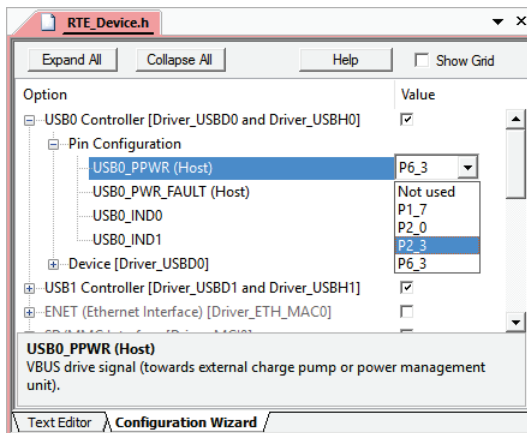 RTE_Device.h
Expand All Collapse All Help Show Grid
Option Value
USB0 Controller [Driver_USBD0 and Driver_USBH0]
Pin Configuration
USB0_PPWR (Host) P6_3
USB0_PWR_FAULT (Host) Not used
P1_7
USB0_IND0 P2_0
USB0_IND1 P2_3
P6_3
Device [Driver_USBD0]
USB1 Controller [Driver_USBD1 and Driver_USBH1]
ENET (Ethernet Interface) [Driver_ETH_MAC0]
USB0_PPWR (Host)
VBUS drive signal (towards external charge pump or power management
unit).
Text Editor Configuration Wizard